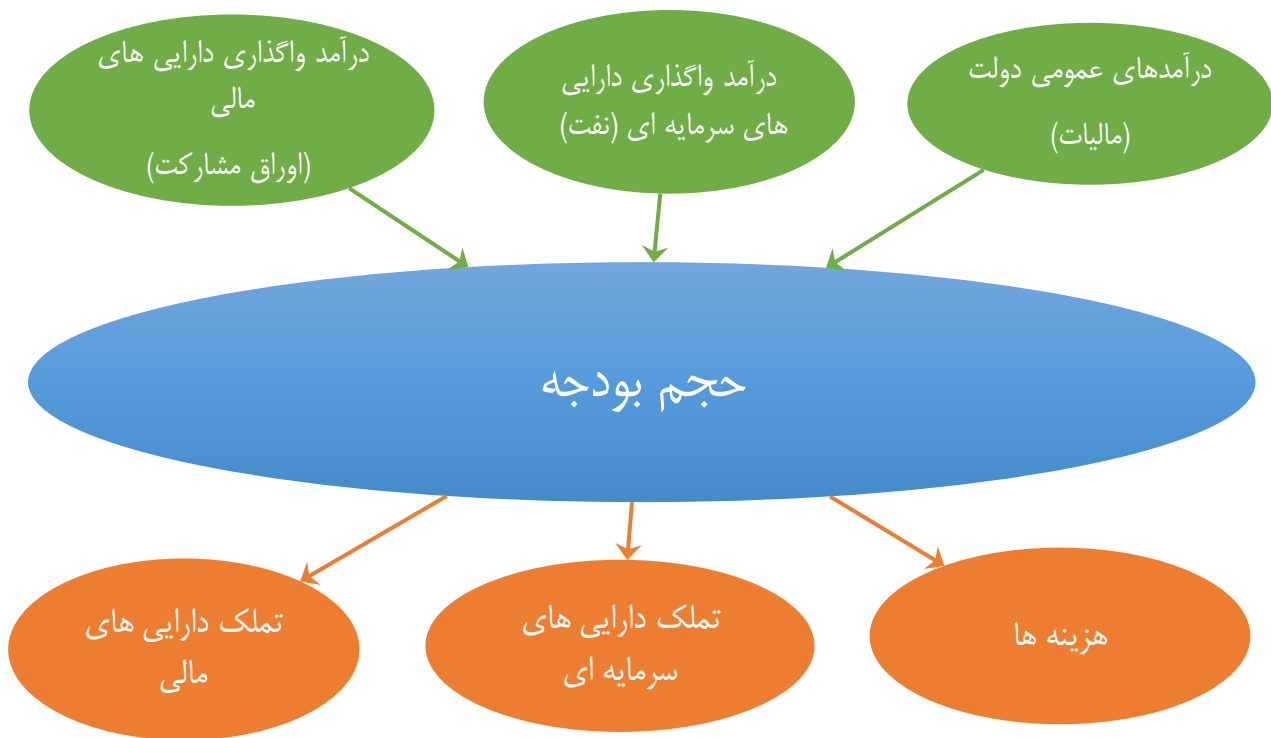 درآمدهای عمومی دولت
(مالیات)
درآمد واگذاری دارایی
های سرمایه ای (نفت)
درآمد واگذاری دارایی های
مالی
(اوراق مشارکت)
حجم بودجه
هزینه ها
تملک دارایی های
سرمایه ای
تملک دارایی های
مالی